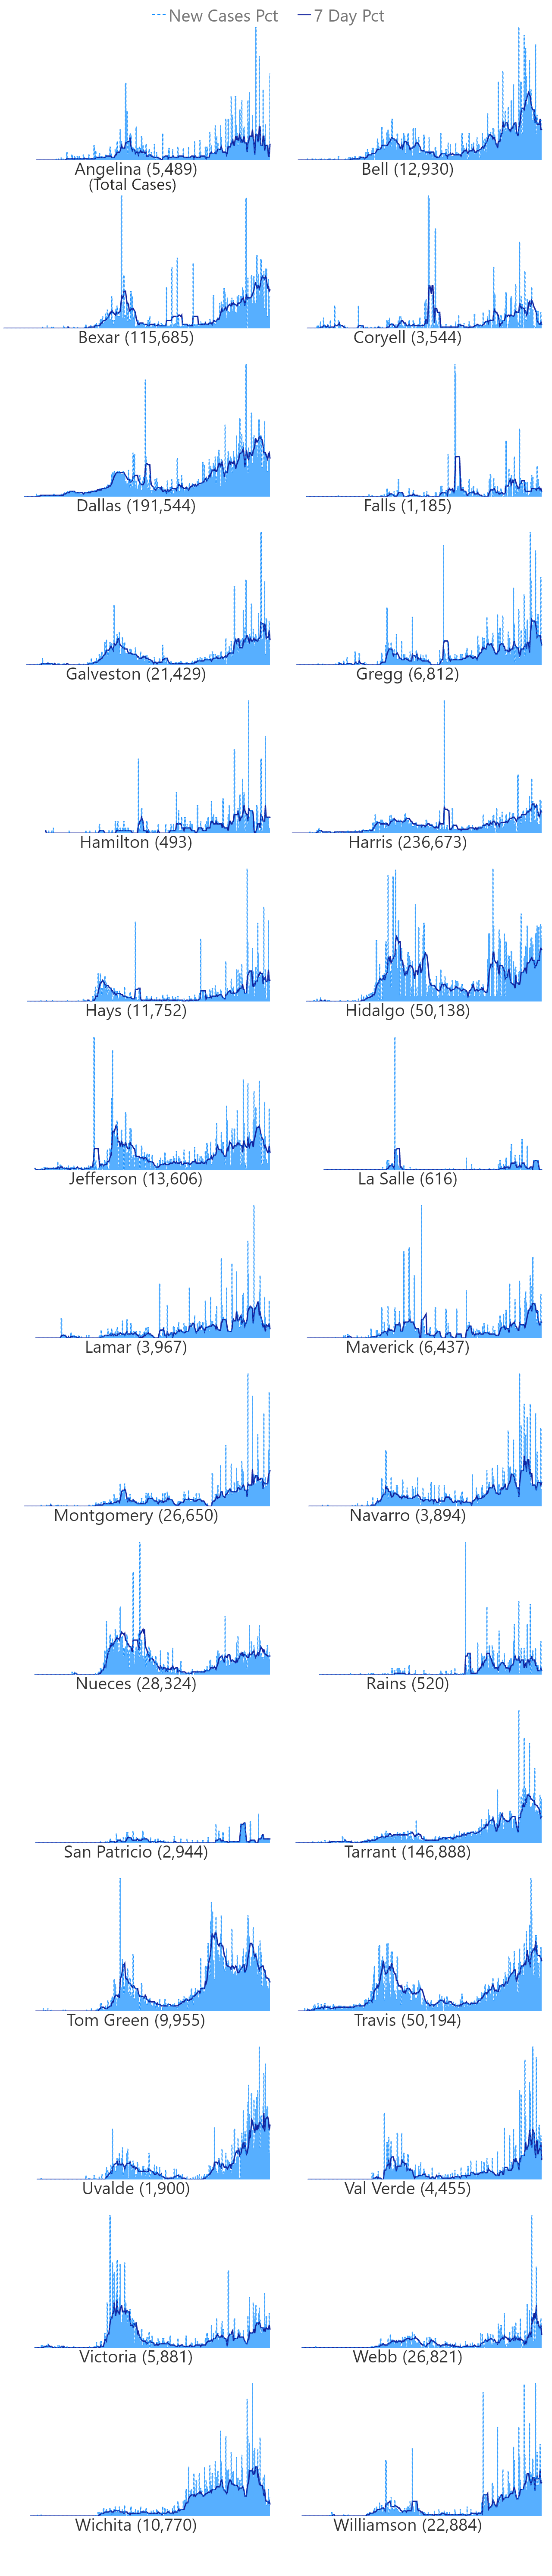 New Cases Pct 7 Day Pct
Angelina (5,489) Bell (12,930)
(Total Cases)
Bexar (115,685) Coryell (3,544)
Dallas (191,544) Falls (1,185)
Galveston (21,429) Gregg (6,812)
Hamilton (493) Harris (236,673)
Hays (11,752) Hidalgo (50,138)
Jefferson (13,606) La Salle (616)
Lamar (3,967) Maverick (6,437)
Montgomery (26,650) Navarro (3,894)
Nueces (28,324) Rains (520)
San Patricio (2,944) Tarrant (146,888)
Tom Green (9,955) Travis (50,194)
Uvalde (1,900) Val Verde (4,455)
Victoria (5,881) Webb (26,821)
Wichita (10,770) Williamson (22,884)